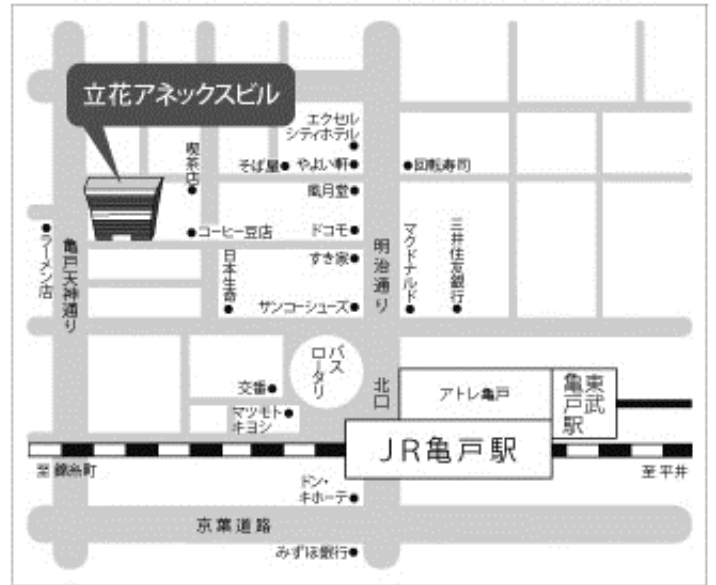 立花アネックスビル
エクセル
シティホテル
喫茶店
そば屋
やよい軒
回転寿司
風月堂
コーヒー豆店
ドコモ
すき家
ラーメン店
亀戸天神通り
日本生命
サンコーシューズ
明治通り
マクドナルド
三井住友銀行
バス
ロータリ
北口
交番
マツモト
キヨシ
アトレ亀戸
東武
亀戸駅
JR亀戸駅
至 錦糸町
至 平井
ドン・
キホーテ
京葉道路
みずほ銀行